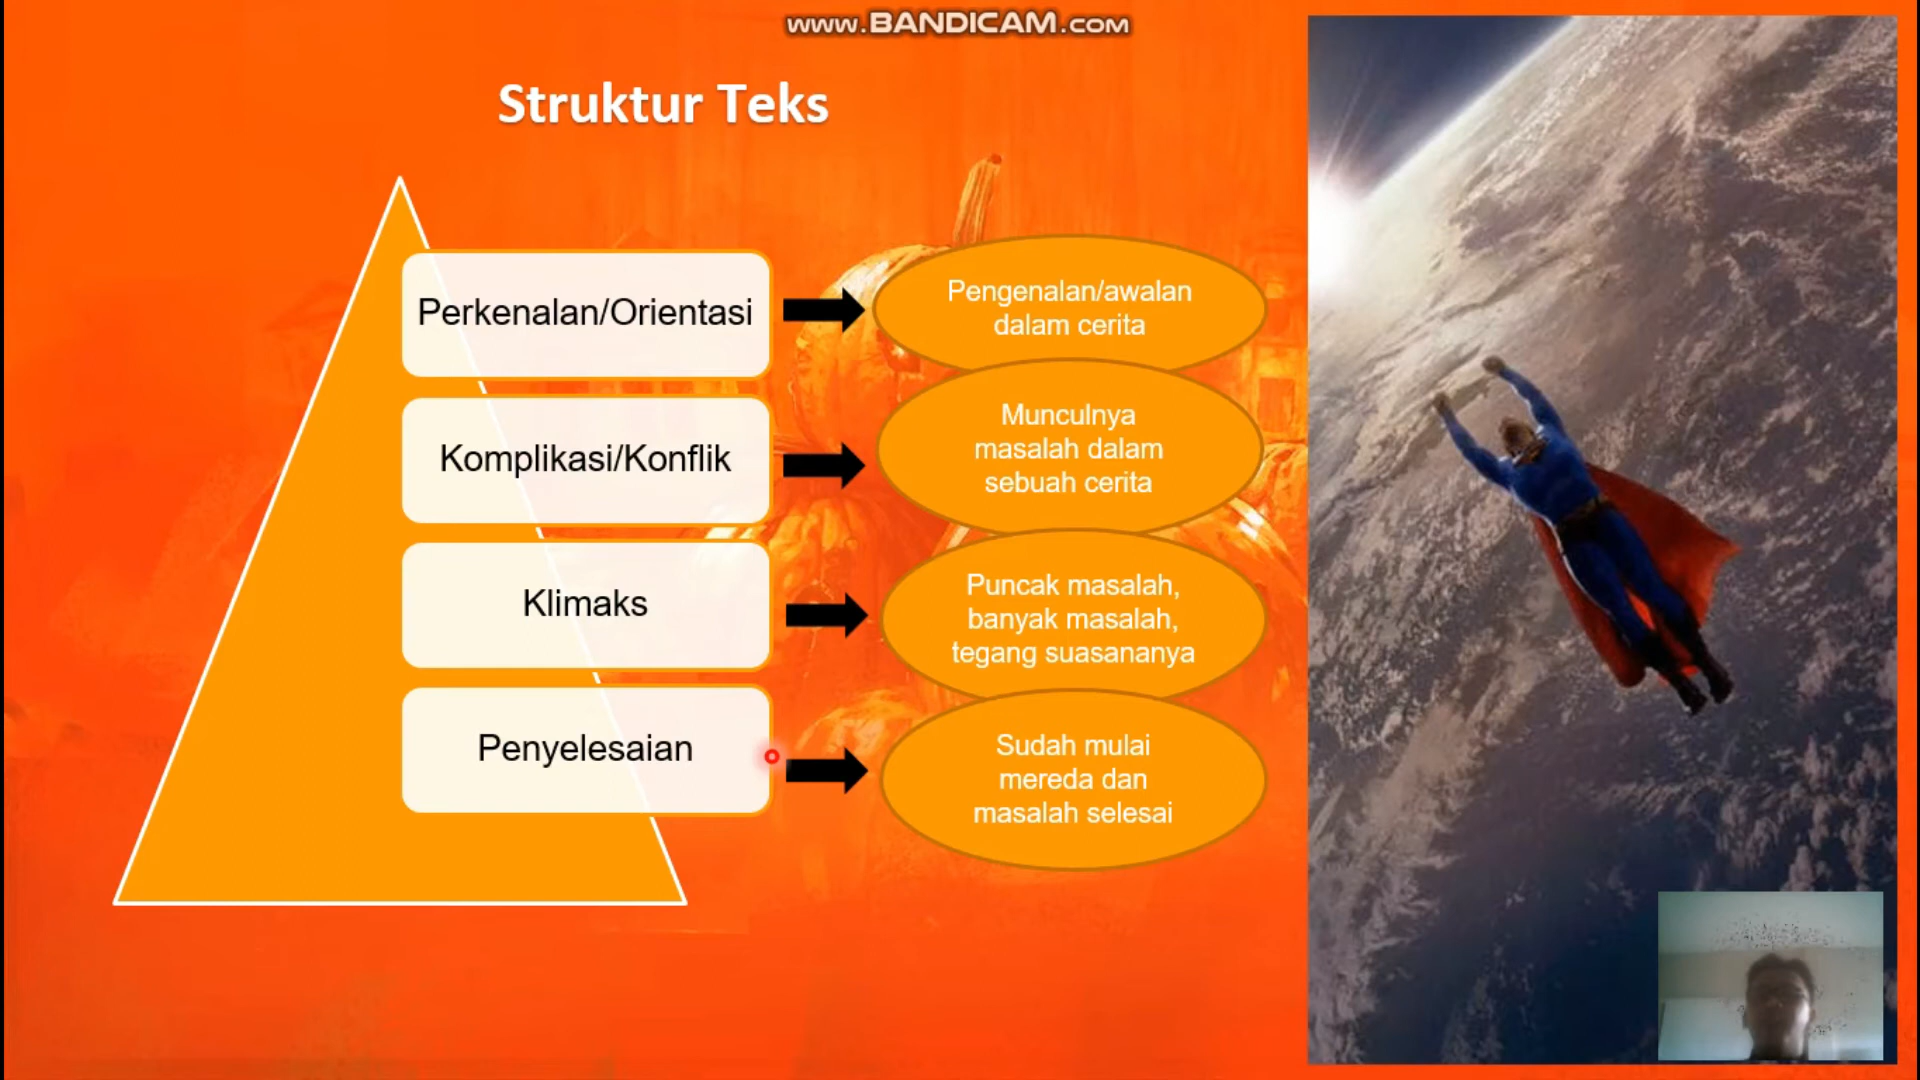 www.BANDICAM.com
Struktur Teks
Perkenalan/Orientasi
Pengenalan/awalan
dalam cerita
Komplikasi/Konflik
Munculnya
masalah dalam
sebuah cerita
Klimaks
Puncak masalah,
banyak masalah,
tegang suasananya
Penyelesaian
Sudah mulai
mereda dan
masalah selesai